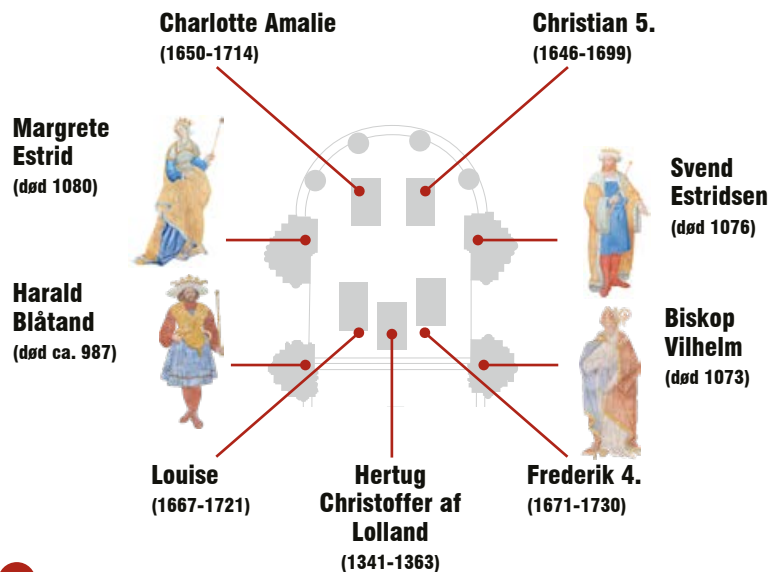 Charlotte Amalie
(1650-1714)
Christian 5.
(1646-1699)
Margrete
Estrid
(død 1080)
Svend
Estridsen
(død 1076)
Harald
Blåtand
(død ca. 987)
Biskop
Vilhelm
(død 1073)
Louise
(1667-1721)
Hertug
Christoffer af
Lolland
(1341-1363)
Frederik 4.
(1671-1730)